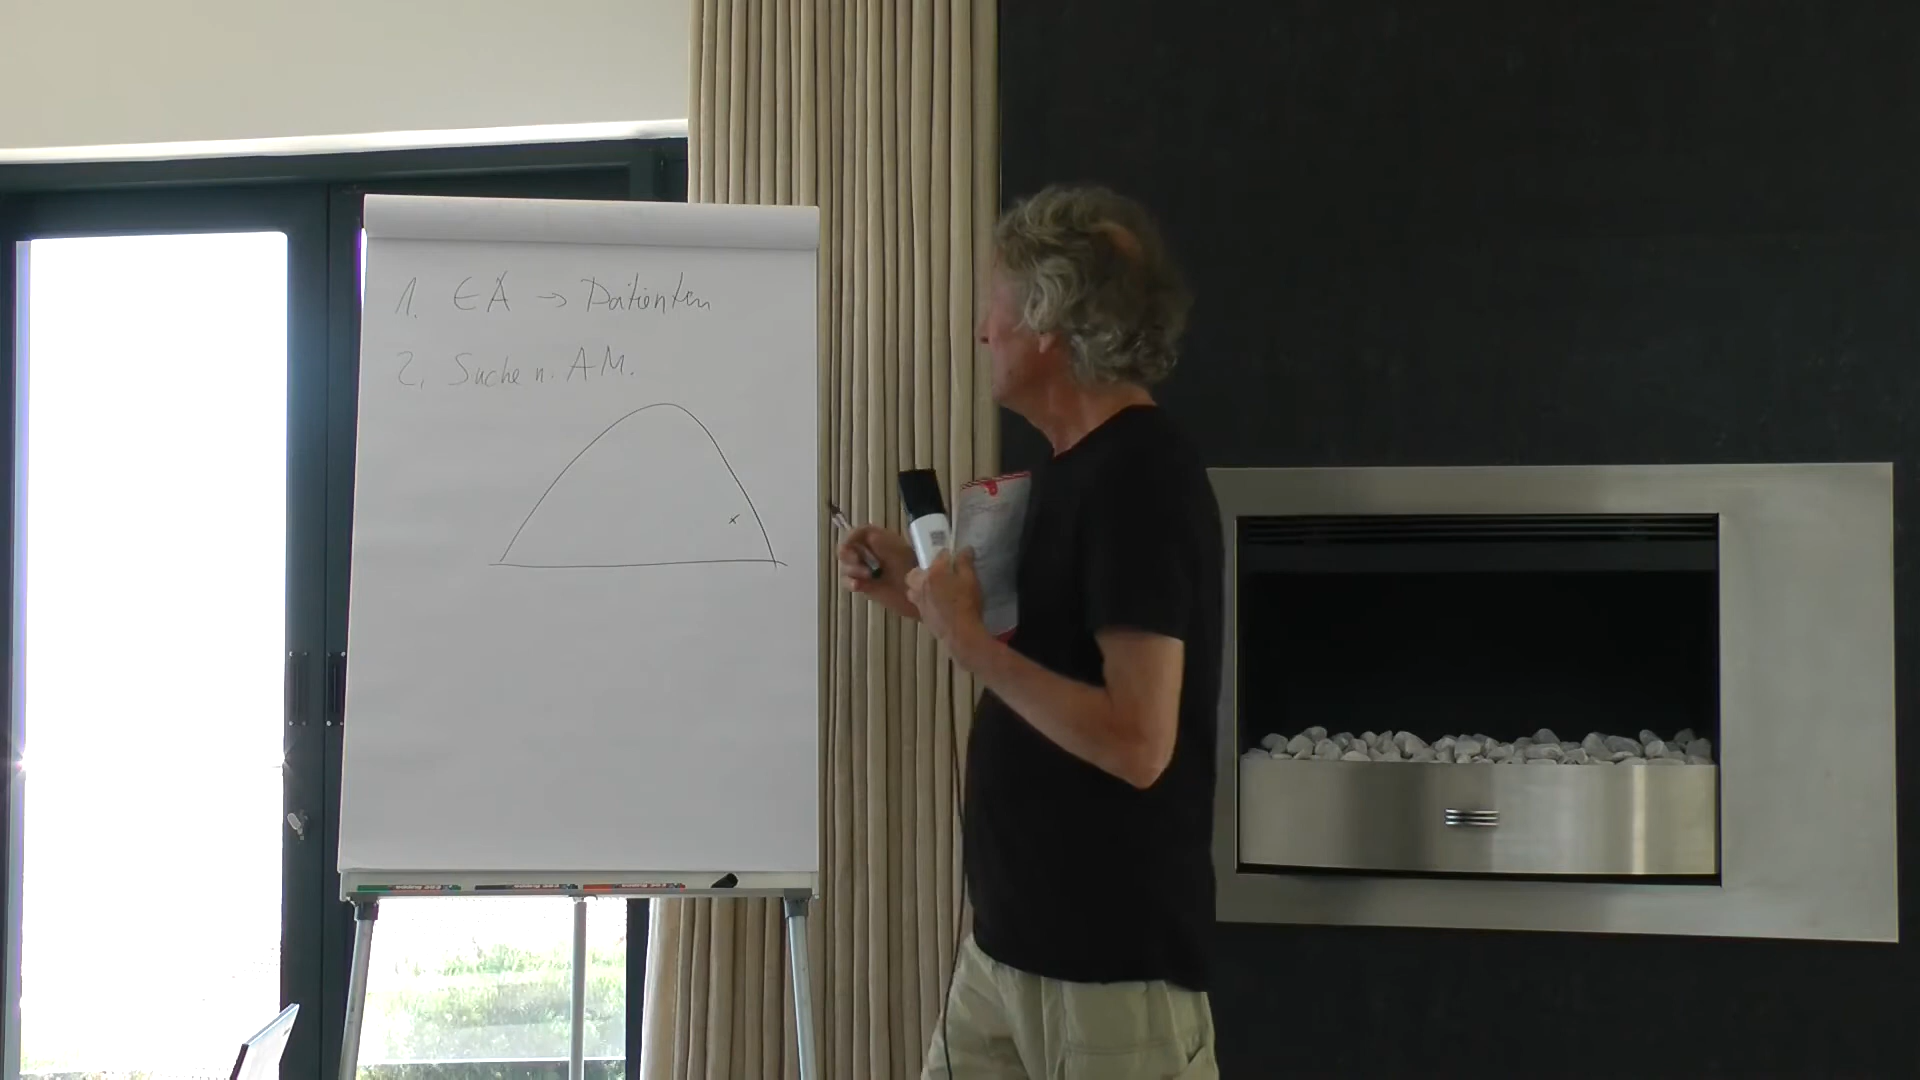 1. EÄ → Patienten
2. Suche n. AM.
x